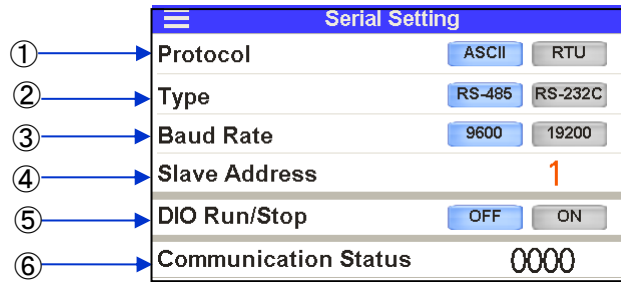 Serial Setting
① Protocol ASCII RTU
② Type RS-485 RS-232C
③ Baud Rate 9600 19200
④ Slave Address 1
⑤ DIO Run/Stop OFF ON
⑥ Communication Status 0000